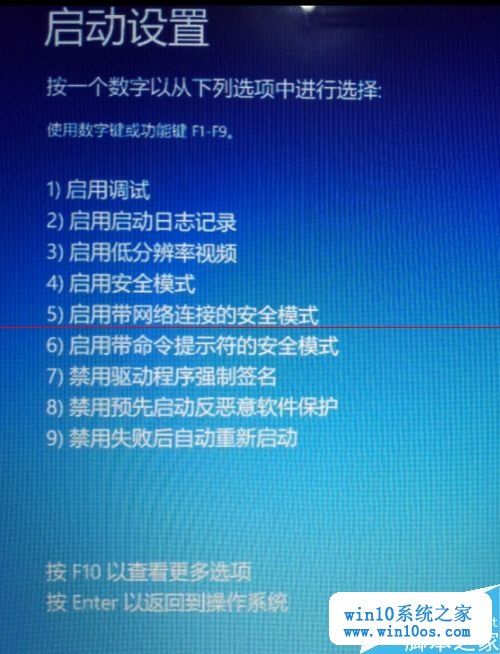 启动设置
按一个数字以从下列选项中进行选择:
使用数字键或功能键 F1-F9。
1) 启用调试
2) 启用启动日志记录
3) 启用低分辨率视频
4) 启用安全模式
5) 启用带网络连接的安全模式
6) 启用带命令提示符的安全模式
7) 禁用驱动程序强制签名
8) 禁用预先启动反恶意软件保护
9) 禁用失败后自动重新启动
按 F10 以查看更多选项
按 Enter 以返回到操作系统
win10系统之家
www.win10os.com
脚本之家